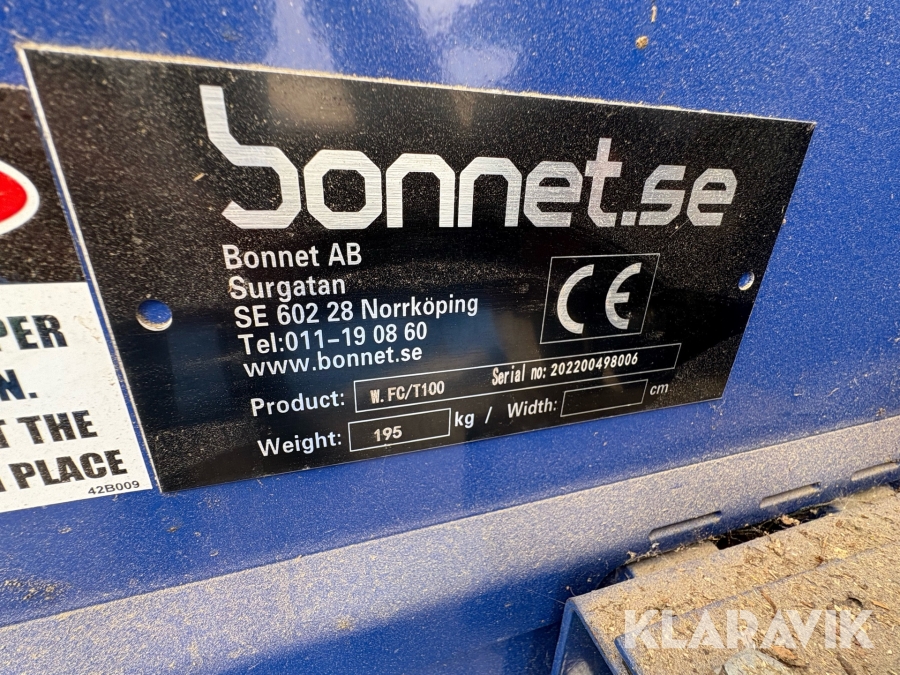 bonnet.se
Bonnet AB
Surgatan
SE 602 28 Norrköping
Tel:011-19 08 60
www.bonnet.se
CE
Product: W.FC/T100 Serial no: 202200498006
Weight: 195 kg / Width: cm
PER
N.
THE
PLACE
42B009
KLARAVIK